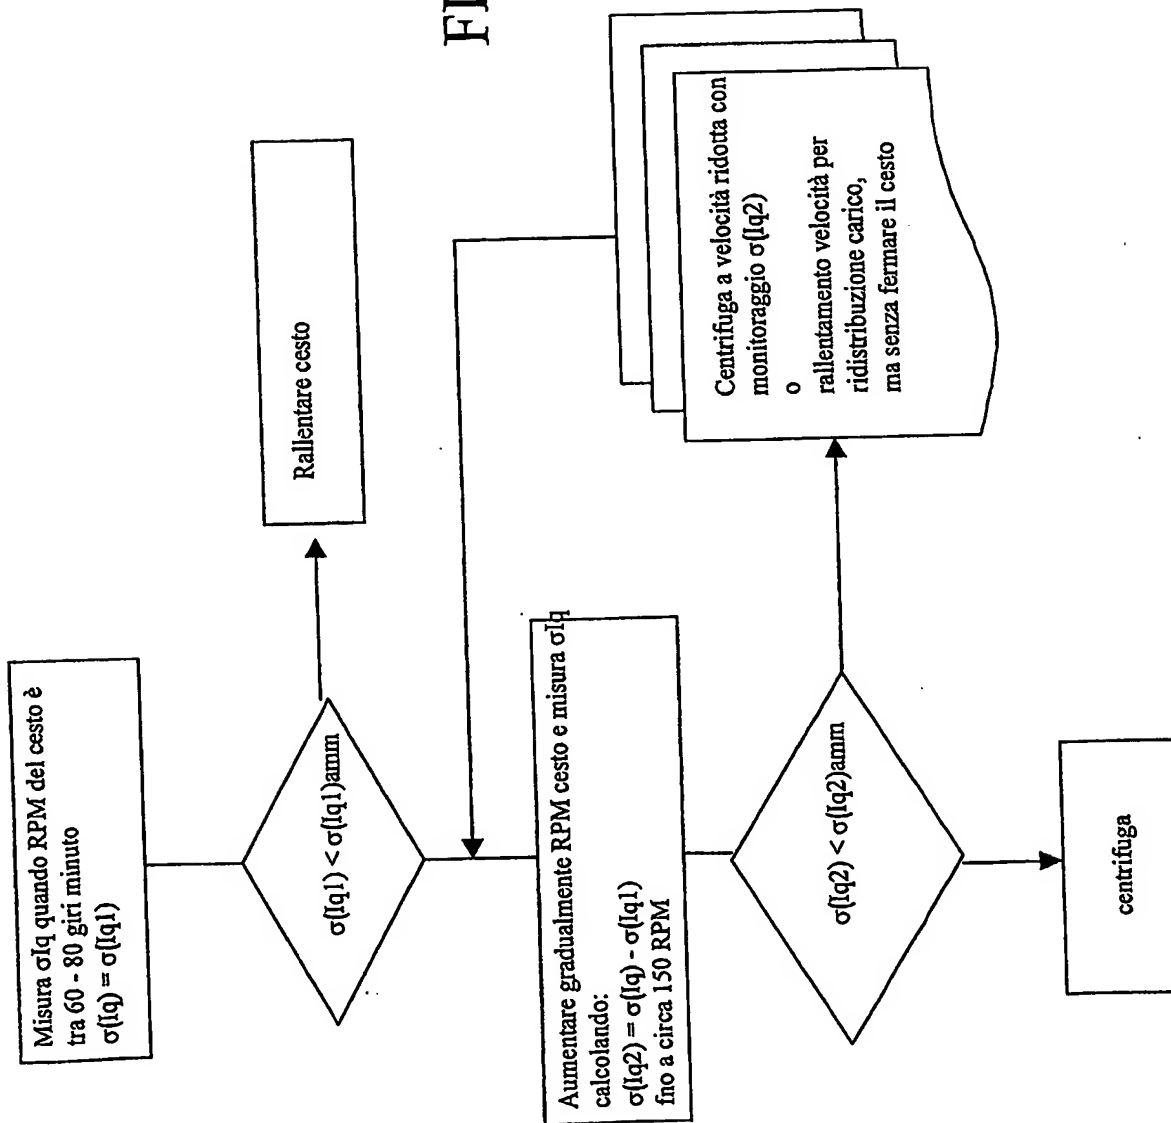 FI
Misura σIq quando RPM del cesto è
tra 60 - 80 giri minuto
σ(Iq) = σ(Iq1)
σ(Iq1) < σ(Iq1)amm
Rallentare cesto
Aumentare gradualmente RPM cesto e misura σIq
calcolando:
σ(Iq2) = σ(Iq) - σ(Iq1)
fno a circa 150 RPM
σ(Iq2) < σ(Iq2)amm
Centrifuga a velocità ridotta con
monitoraggio σ(Iq2)
o
rallentamento velocità per
ridistribuzione carico,
ma senza fermare il cesto
centrifuga